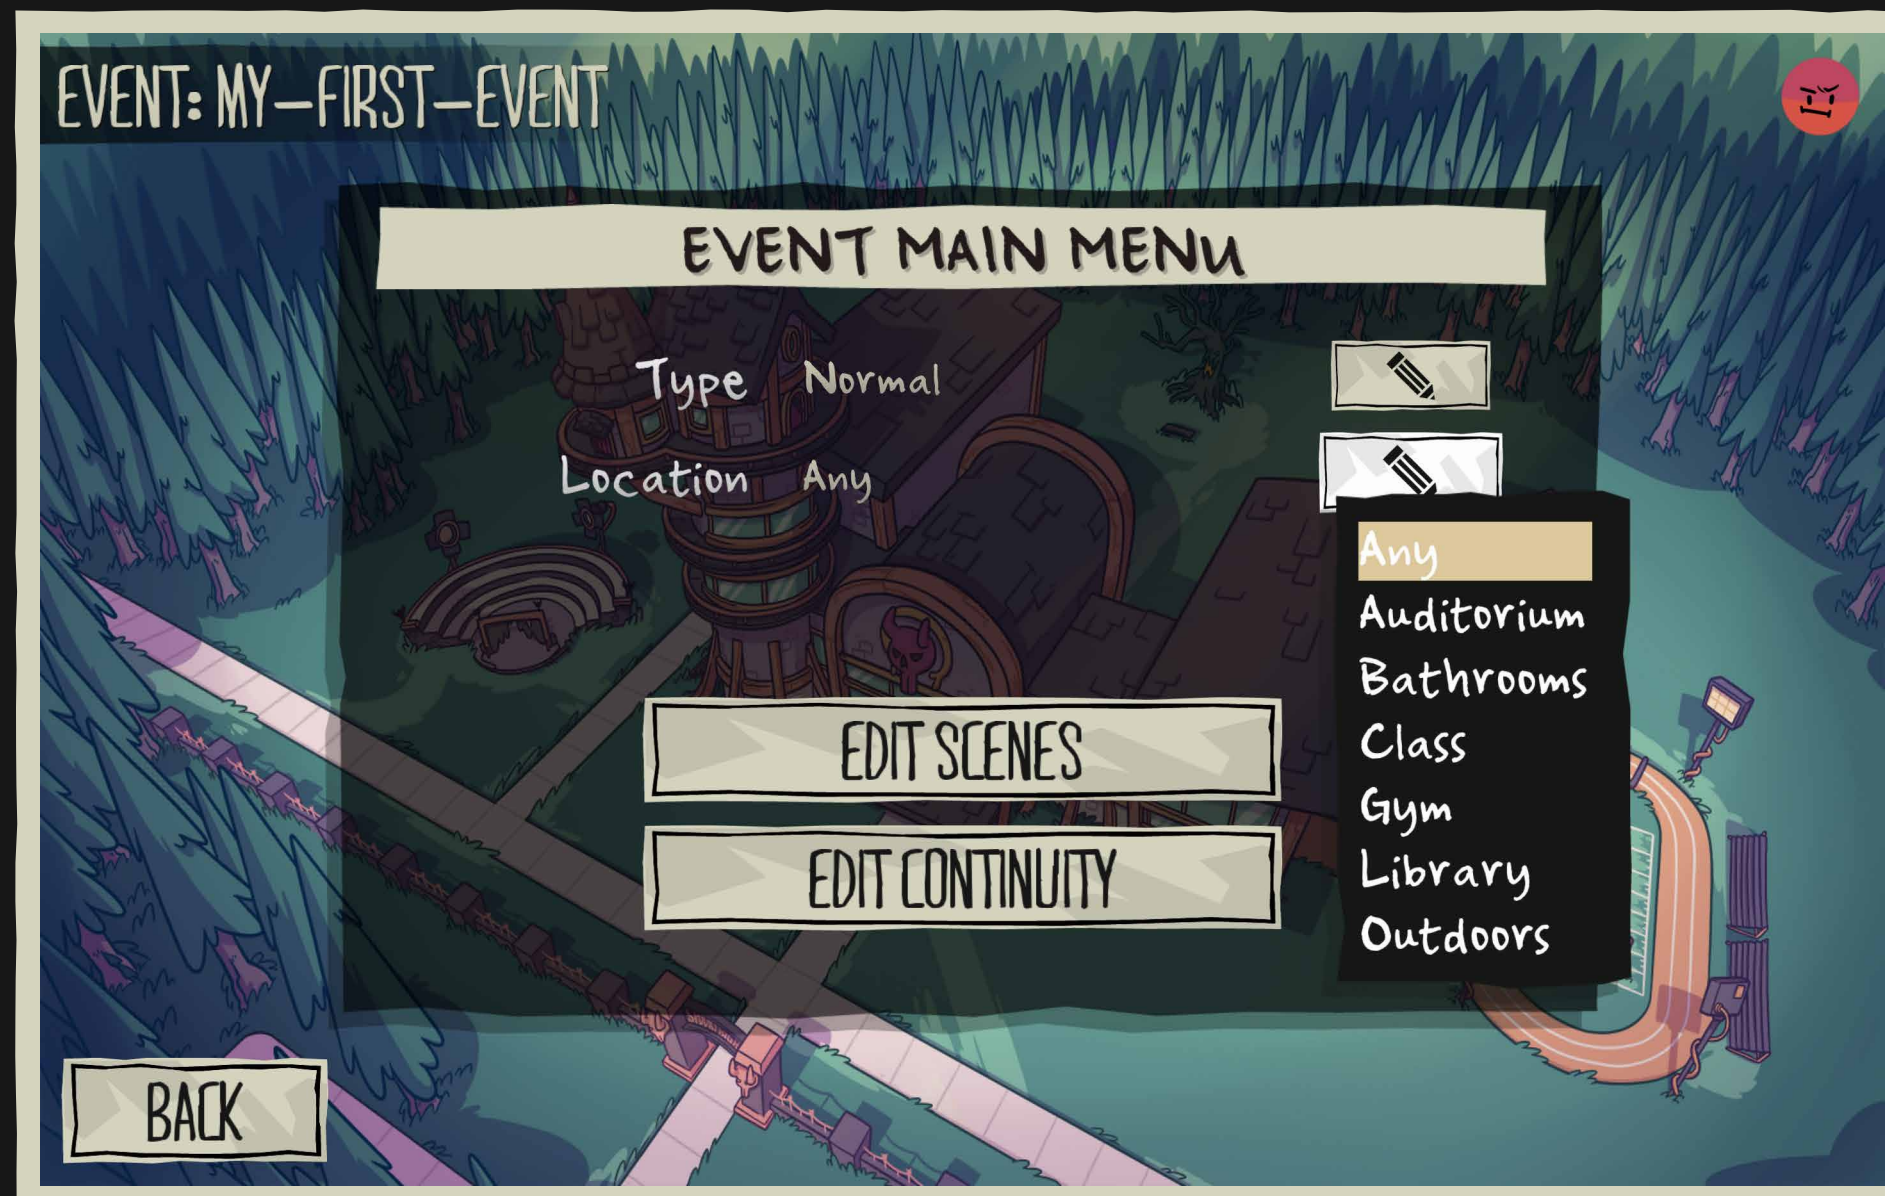 EVENT: MY-FIRST-EVENT
EVENT MAIN MENU
Type Normal
Location Any
Any
Auditorium
Bathrooms
Class
Gym
Library
Outdoors
EDIT SCENES
EDIT CONTINUITY
BACK